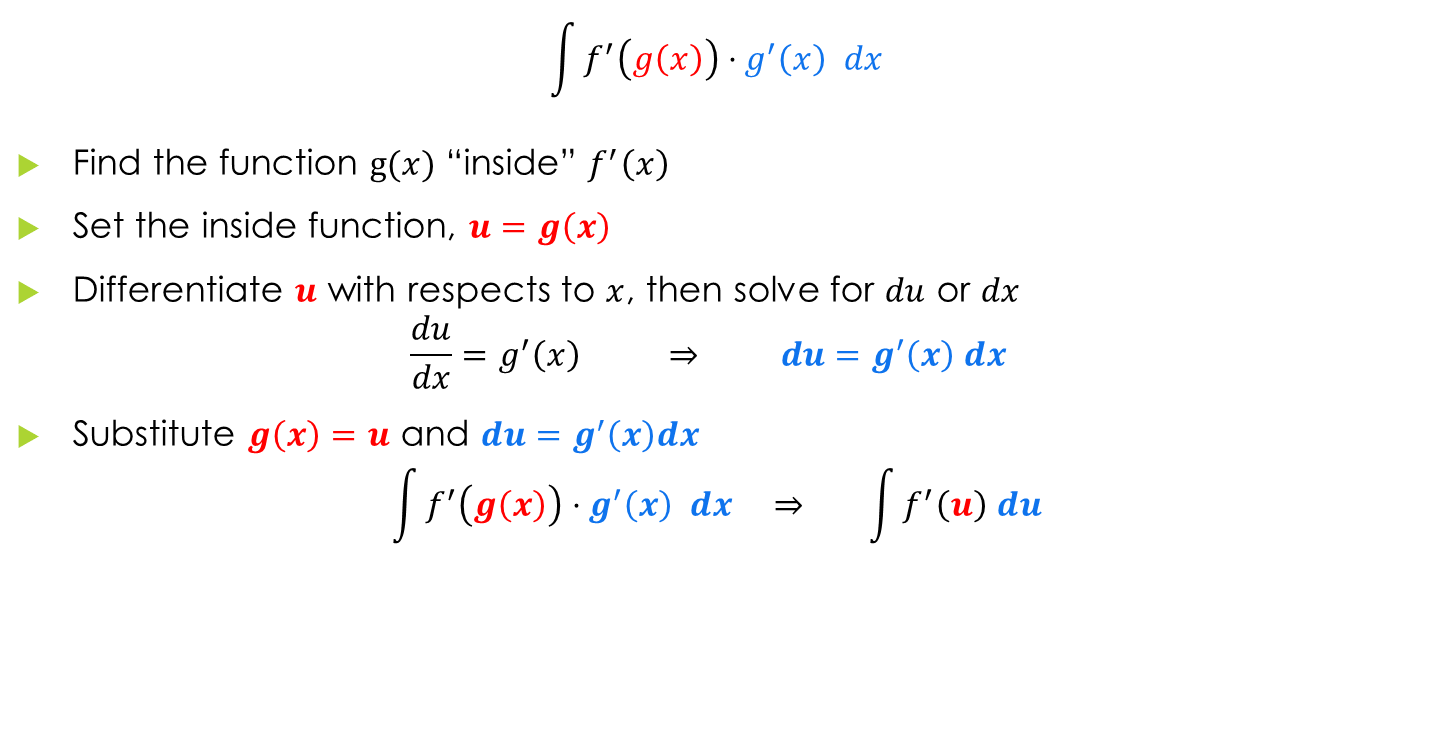 ∫ f′(g(x)) · g′(x) dx
▶ Find the function g(x) “inside” f′(x)
▶ Set the inside function, u = g(x)
▶ Differentiate u with respects to x, then solve for du or dx
du/dx = g′(x) ⇒ du = g′(x) dx
▶ Substitute g(x) = u and du = g′(x)dx
∫ f′(g(x)) · g′(x) dx ⇒ ∫ f′(u) du